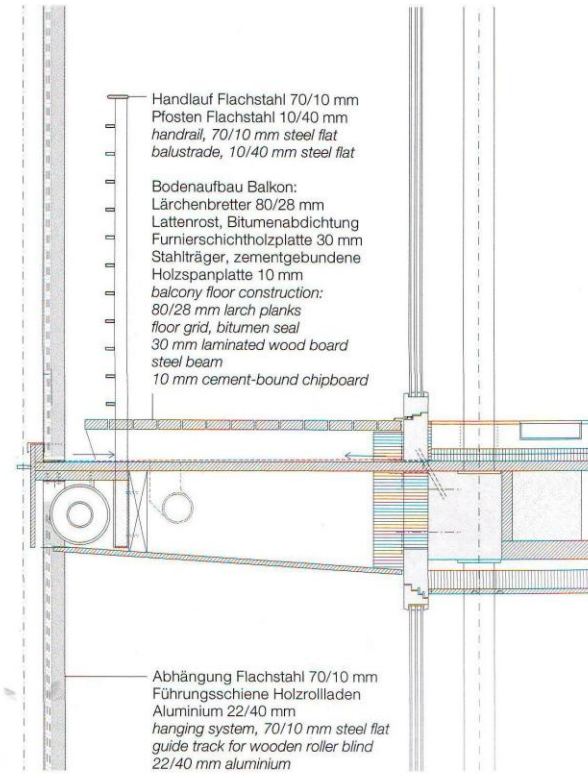 Handlauf Flachstahl 70/10 mm
Pfosten Flachstahl 10/40 mm
handrail, 70/10 mm steel flat
balustrade, 10/40 mm steel flat
Bodenaufbau Balkon:
Lärchenbretter 80/28 mm
Lattenrost, Bitumenabdichtung
Furnierschichtholzplatte 30 mm
Stahlträger, zementgebundene
Holzspanplatte 10 mm
balcony floor construction:
80/28 mm larch planks
floor grid, bitumen seal
30 mm laminated wood board
steel beam
10 mm cement-bound chipboard
Abhängung Flachstahl 70/10 mm
Führungsschiene Holzrollladen
Aluminium 22/40 mm
hanging system, 70/10 mm steel flat
guide track for wooden roller blind
22/40 mm aluminium